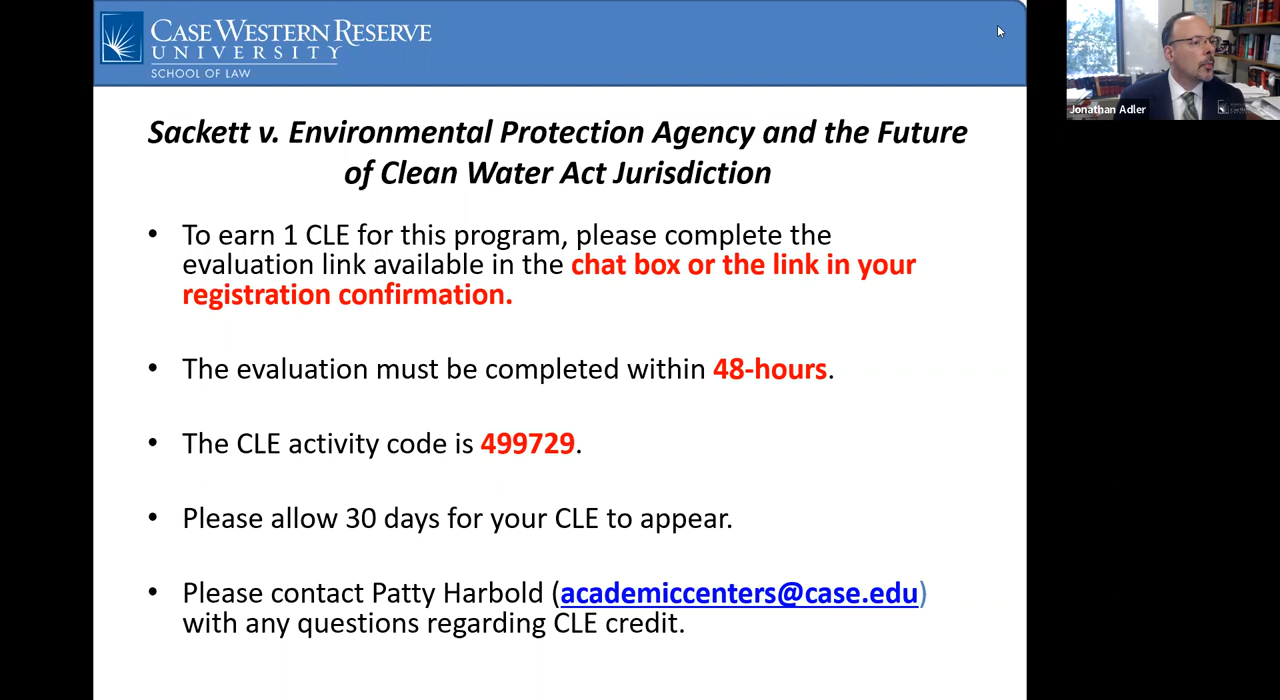 CASE WESTERN RESERVE
UNIVERSITY
SCHOOL OF LAW
Jonathan Adler
Sackett v. Environmental Protection Agency and the Future
of Clean Water Act Jurisdiction
• To earn 1 CLE for this program, please complete the
evaluation link available in the chat box or the link in your
registration confirmation.
• The evaluation must be completed within 48-hours.
• The CLE activity code is 499729.
• Please allow 30 days for your CLE to appear.
• Please contact Patty Harbold (academiccenters@case.edu)
with any questions regarding CLE credit.